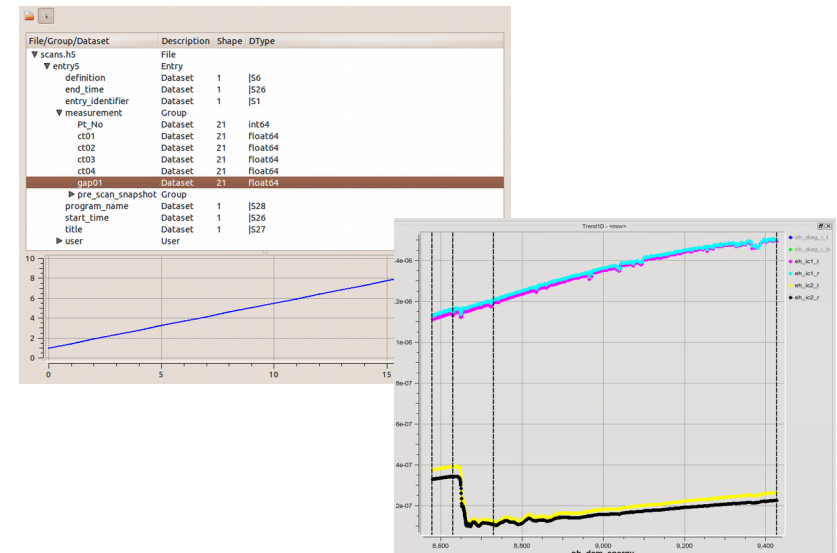 File/Group/Dataset Description Shape DType
scans.h5 File
entry5 Entry
definition Dataset 1 |S6
end_time Dataset 1 |S26
entry_identifier Dataset 1 |S1
measurement Group
Pt_No Dataset 21 int64
ct01 Dataset 21 float64
ct02 Dataset 21 float64
ct03 Dataset 21 float64
ct04 Dataset 21 float64
gap01 Dataset 21 float64
pre_scan_snapshot Group
program_name Dataset 1 |S28
start_time Dataset 1 |S26
title Dataset 1 |S27
user User
10
8
6
4
2
0
0 5 10 15
Trend1D - <mov>
eh_ic1_l
eh_ic1_r
eh_ic2_l
eh_ic2_r
1e-06
8e-07
6e-07
4e-07
2e-07
8,600 8,800 9,000 9,200 9,400